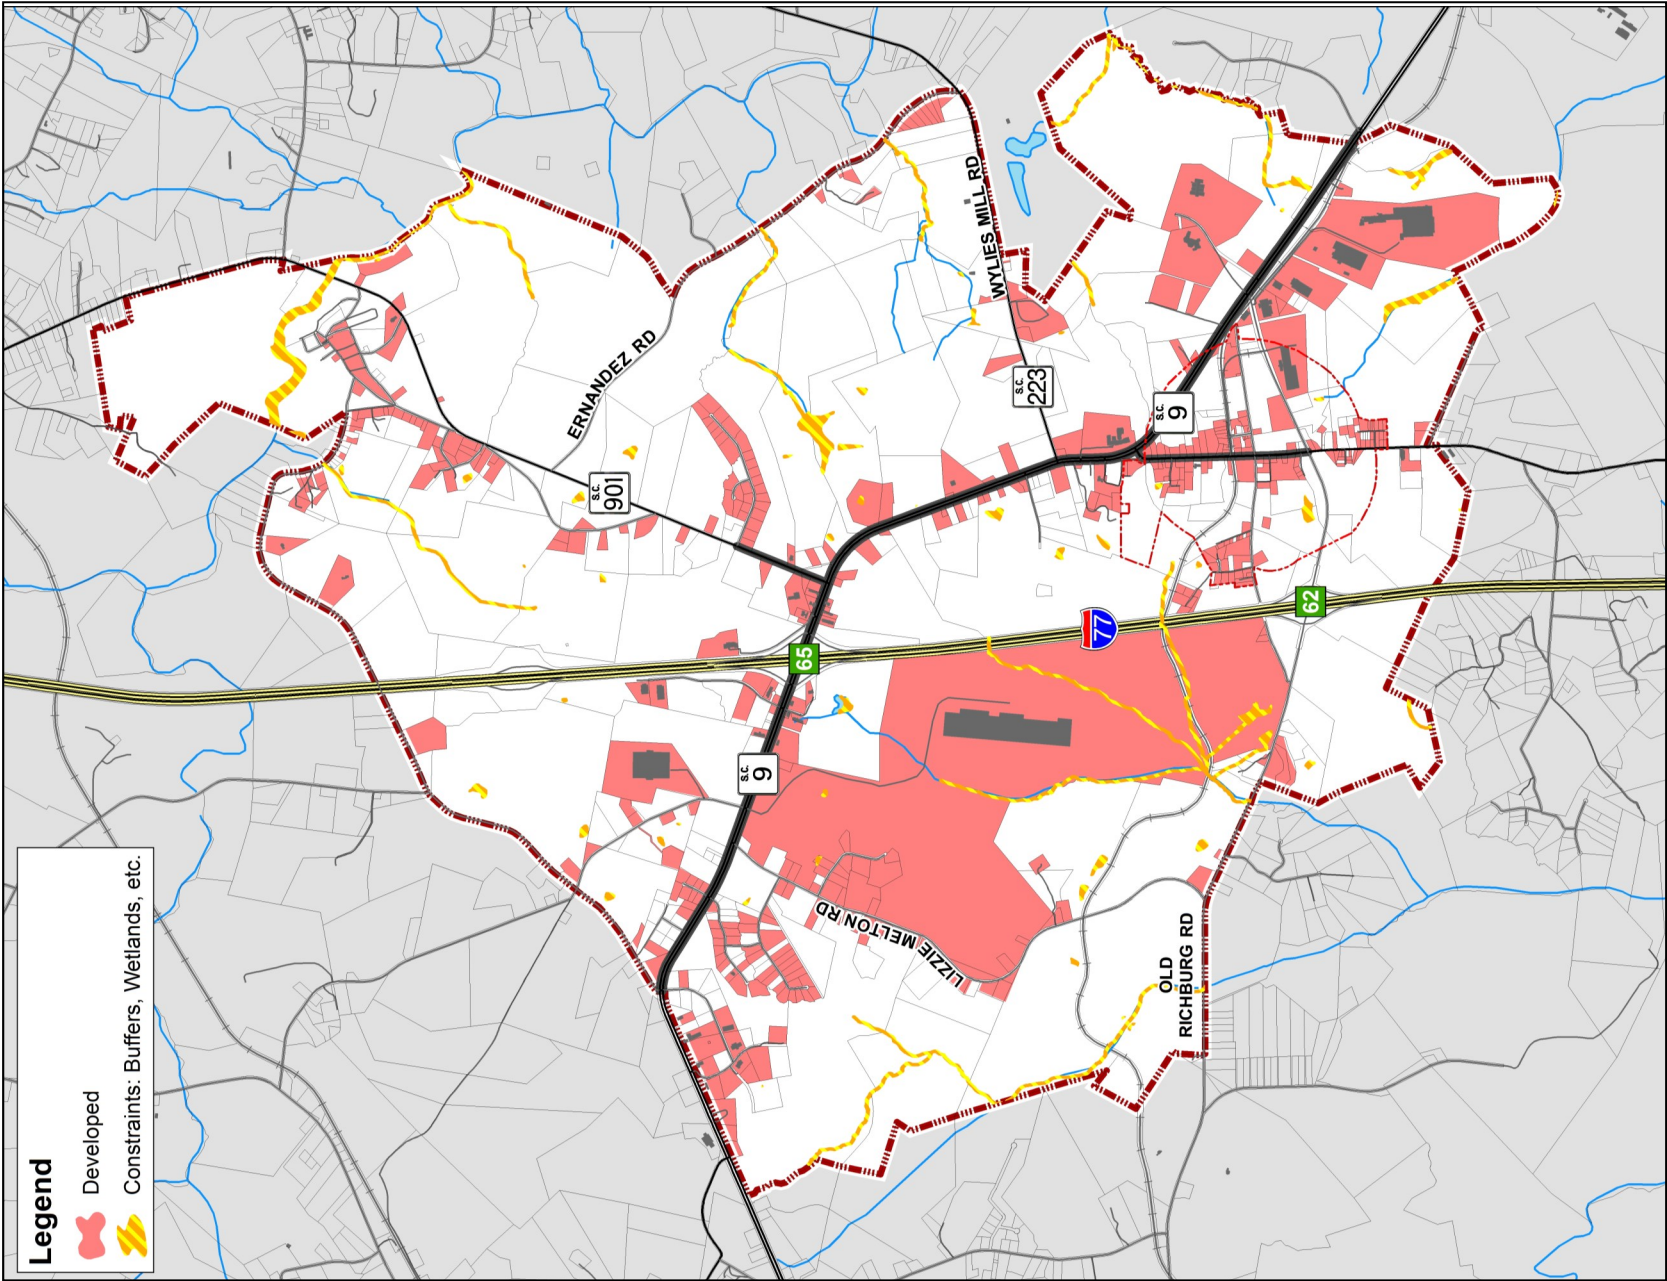 Legend
Developed
Constraints: Buffers, Wetlands, etc.
ERNANDEZ RD
WYLIES MILL RD
S.C.
901
S.C.
223
S.C.
9
65
77
62
S.C.
9
LIZZIE MELTON RD
OLD
RICHBURG RD